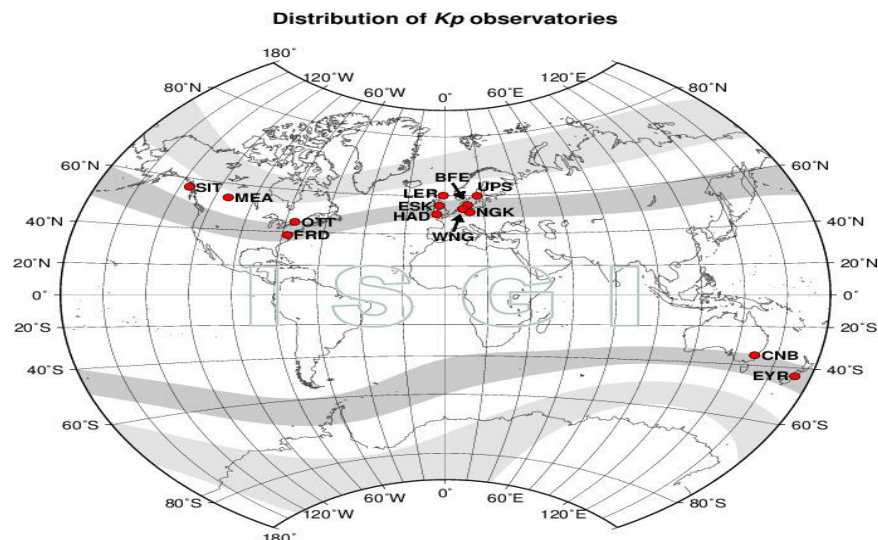 Distribution of Kp observatories
180˚
120˚W 120˚E
60˚W 0˚ 60˚E
80˚N 80˚N
60˚N 60˚N
BFE
SIT LER UPS
MEA ESK
HAD NGK
40˚N OTT 40˚N
FRD WNG
20˚N 20˚N
I S G I
0˚ 0˚
20˚S 20˚S
CNB
40˚S EYR 40˚S
60˚S 60˚S
80˚S 80˚S
60˚W 0 60˚E
120˚W 120˚E
180˚